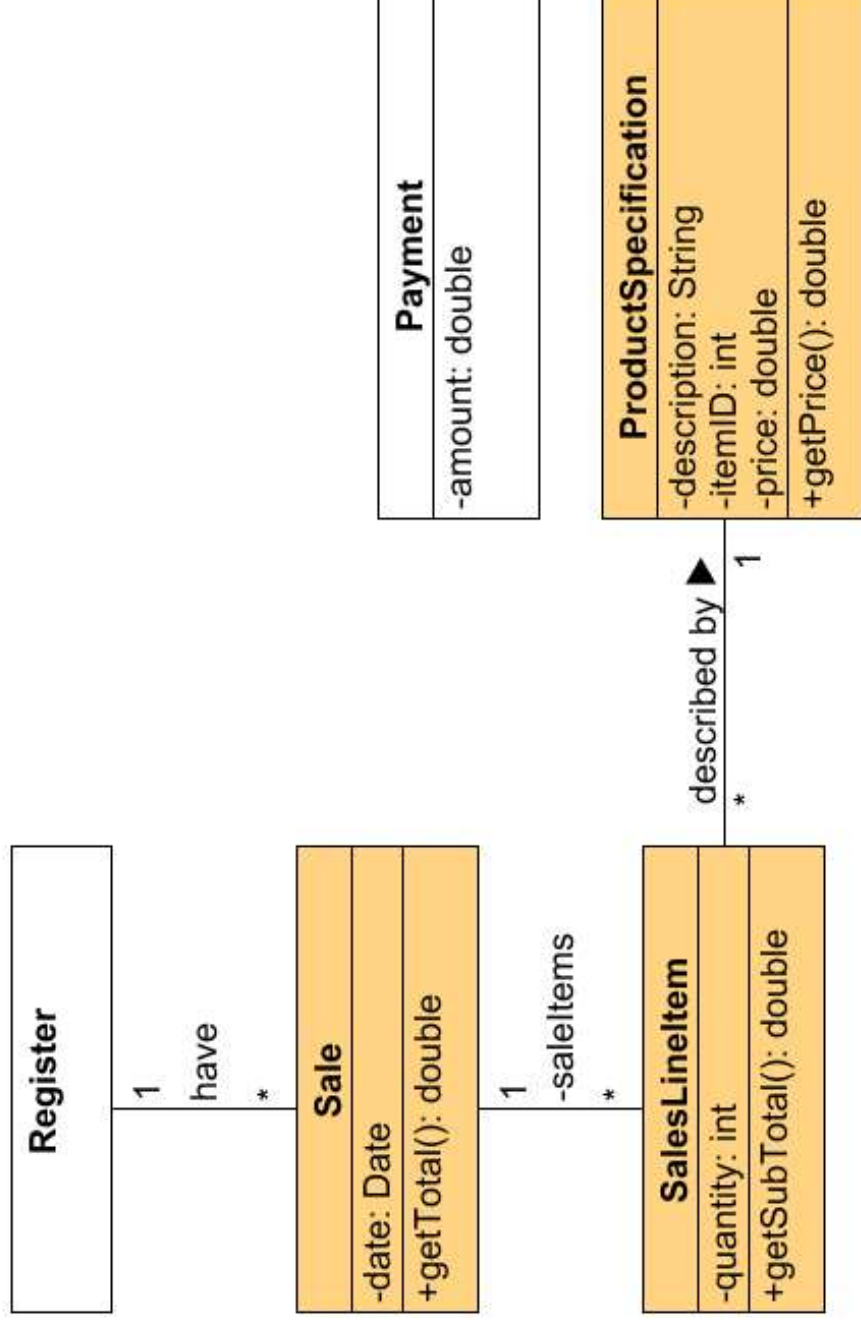 Register
1
have
*
Sale
-date: Date
+getTotal(): double
1
-saleItems
*
SalesLineItem
-quantity: int
+getSubTotal(): double
described by
*
1
Payment
-amount: double
ProductSpecification
-description: String
-itemID: int
-price: double
+getPrice(): double